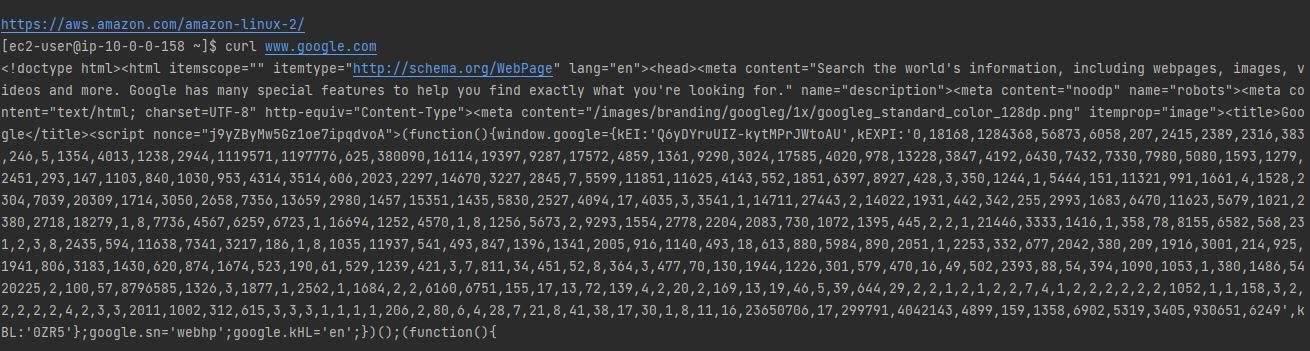 https://aws.amazon.com/amazon-linux-2/
[ec2-user@ip-10-0-0-158 ~]$ curl www.google.com
<!doctype html><html itemscope="" itemtype="http://schema.org/WebPage" lang="en"><head><meta content="Search the world's information, including webpages, images, v
ideos and more. Google has many special features to help you find exactly what you're looking for." name="description"><meta content="noodp" name="robots"><meta co
ntent="text/html; charset=UTF-8" http-equiv="Content-Type"><meta content="/images/branding/googleg/1x/googleg_standard_color_128dp.png" itemprop="image"><title>Goo
gle</title><script nonce="j9yZByMw5Gz1oe7ipqdvoA">(function(){window.google={kEI:'Q6yDYruUIZ-kytMPrJWtoAU',kEXPI:'0,18168,1284368,56873,6058,207,2415,2389,2316,383
,246,5,1354,4013,1238,2944,1119571,1197776,625,380090,16114,19397,9287,17572,4859,1361,9290,3024,17585,4020,978,13228,3847,4192,6430,7432,7330,7980,5080,1593,1279,
2451,293,147,1103,840,1030,953,4314,3514,606,2023,2297,14670,3227,2845,7,5599,11851,11625,4143,552,1851,6397,8927,428,3,350,1244,1,5444,151,11321,991,1661,4,1528,2
304,7039,20309,1714,3050,2658,7356,13659,2980,1457,15351,1435,5830,2527,4094,17,4035,3,3541,1,14711,27443,2,14022,1931,442,342,255,2993,1683,6470,11623,5679,1021,2
380,2718,18279,1,8,7736,4567,6259,6723,1,16694,1252,4570,1,8,1256,5673,2,9293,1554,2778,2204,2083,730,1072,1395,445,2,2,1,21446,3333,1416,1,358,78,8155,6582,568,23
1,2,3,8,2435,594,11638,7341,3217,186,1,8,1035,11937,541,493,847,1396,1341,2005,916,1140,493,18,613,880,5984,890,2051,1,2253,332,677,2042,380,209,1916,3001,214,925,
1941,806,3183,1430,620,874,1674,523,190,61,529,1239,421,3,7,811,34,451,52,8,364,3,477,70,130,1944,1226,301,579,470,16,49,502,2393,88,54,394,1090,1053,1,380,1486,54
20225,2,100,57,8796585,1326,3,1877,1,2562,1,1684,2,2,6160,6751,155,17,13,72,139,4,2,20,2,169,13,19,46,5,39,644,29,2,2,1,2,1,2,2,7,4,1,2,2,2,2,2,2,1052,1,1,158,3,2,
2,2,2,2,4,2,3,3,2011,1002,312,615,3,3,3,1,1,1,1,206,2,80,6,4,28,7,21,8,41,38,17,30,1,8,11,16,23650706,17,299791,4042143,4899,159,1358,6902,5319,3405,930651,6249',k
BL:'0ZR5'};google.sn='webhp';google.kHL='en';})();(function(){